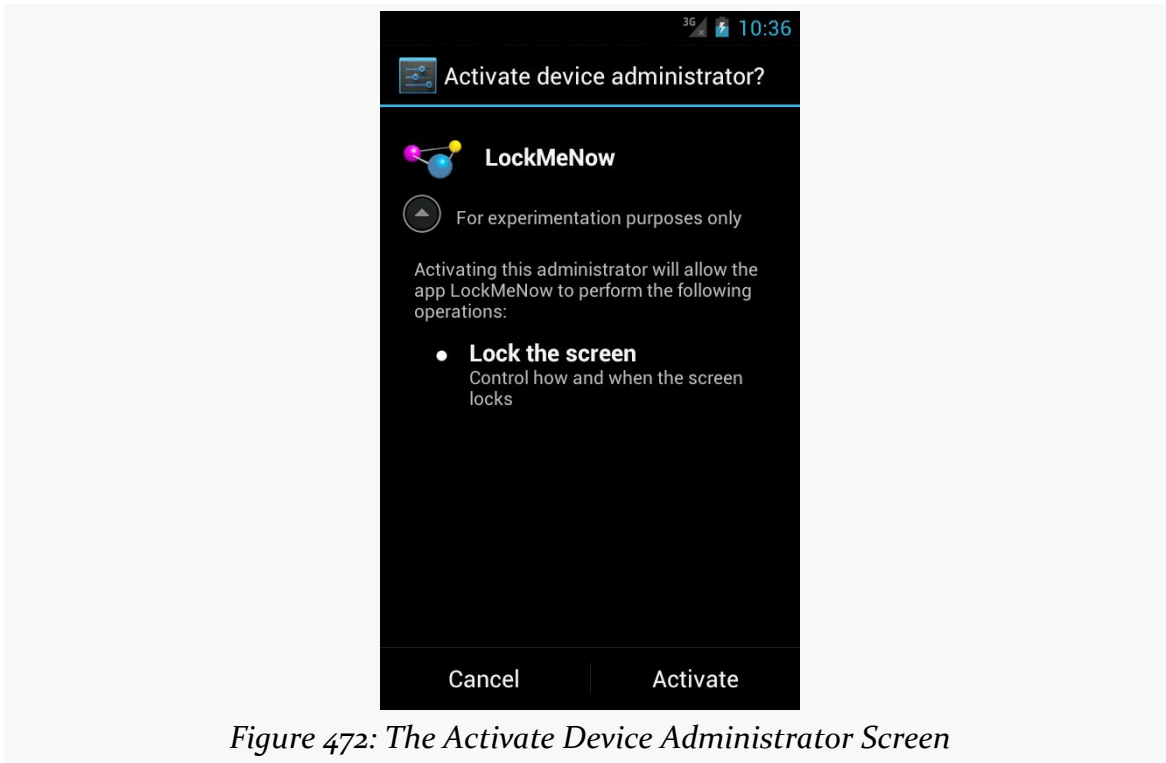 3G 10:36
Activate device administrator?
LockMeNow
For experimentation purposes only
Activating this administrator will allow the
app LockMeNow to perform the following
operations:
Lock the screen
Control how and when the screen
locks
Cancel Activate
Figure 472: The Activate Device Administrator Screen